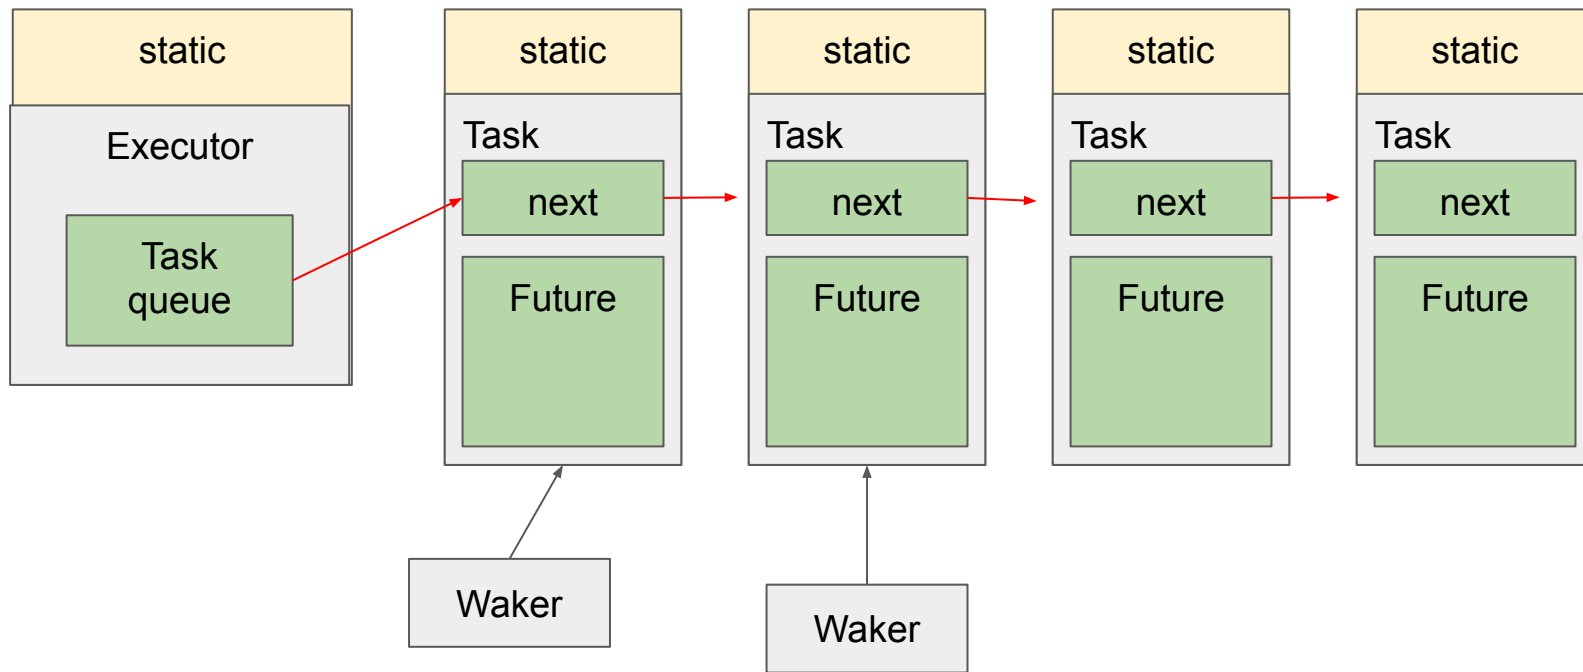 static
Executor
Task
queue
static
Task
next
Future
static
Task
next
Future
static
Task
next
Future
static
Task
next
Future
Waker
Waker